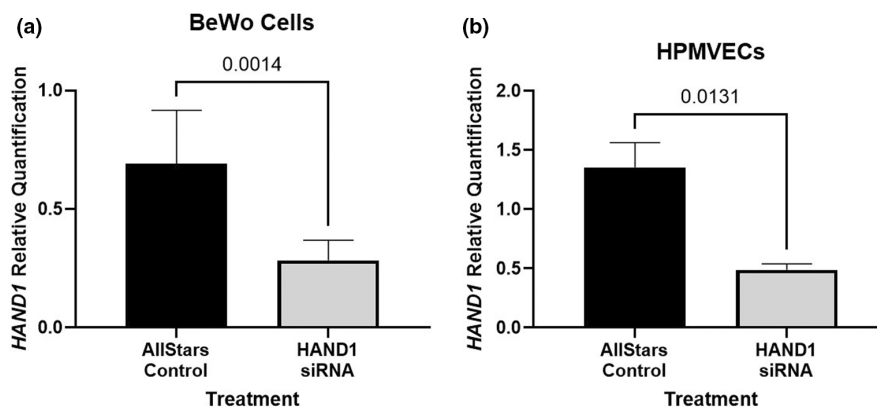 (a)
BeWo Cells
0.0014
HAND1 Relative Quantification
1.0
0.5
0.0
AllStars
Control
HAND1
siRNA
Treatment
(b)
HPMVECs
0.0131
HAND1 Relative Quantification
2.0
1.5
1.0
0.5
0.0
AllStars
Control
HAND1
siRNA
Treatment